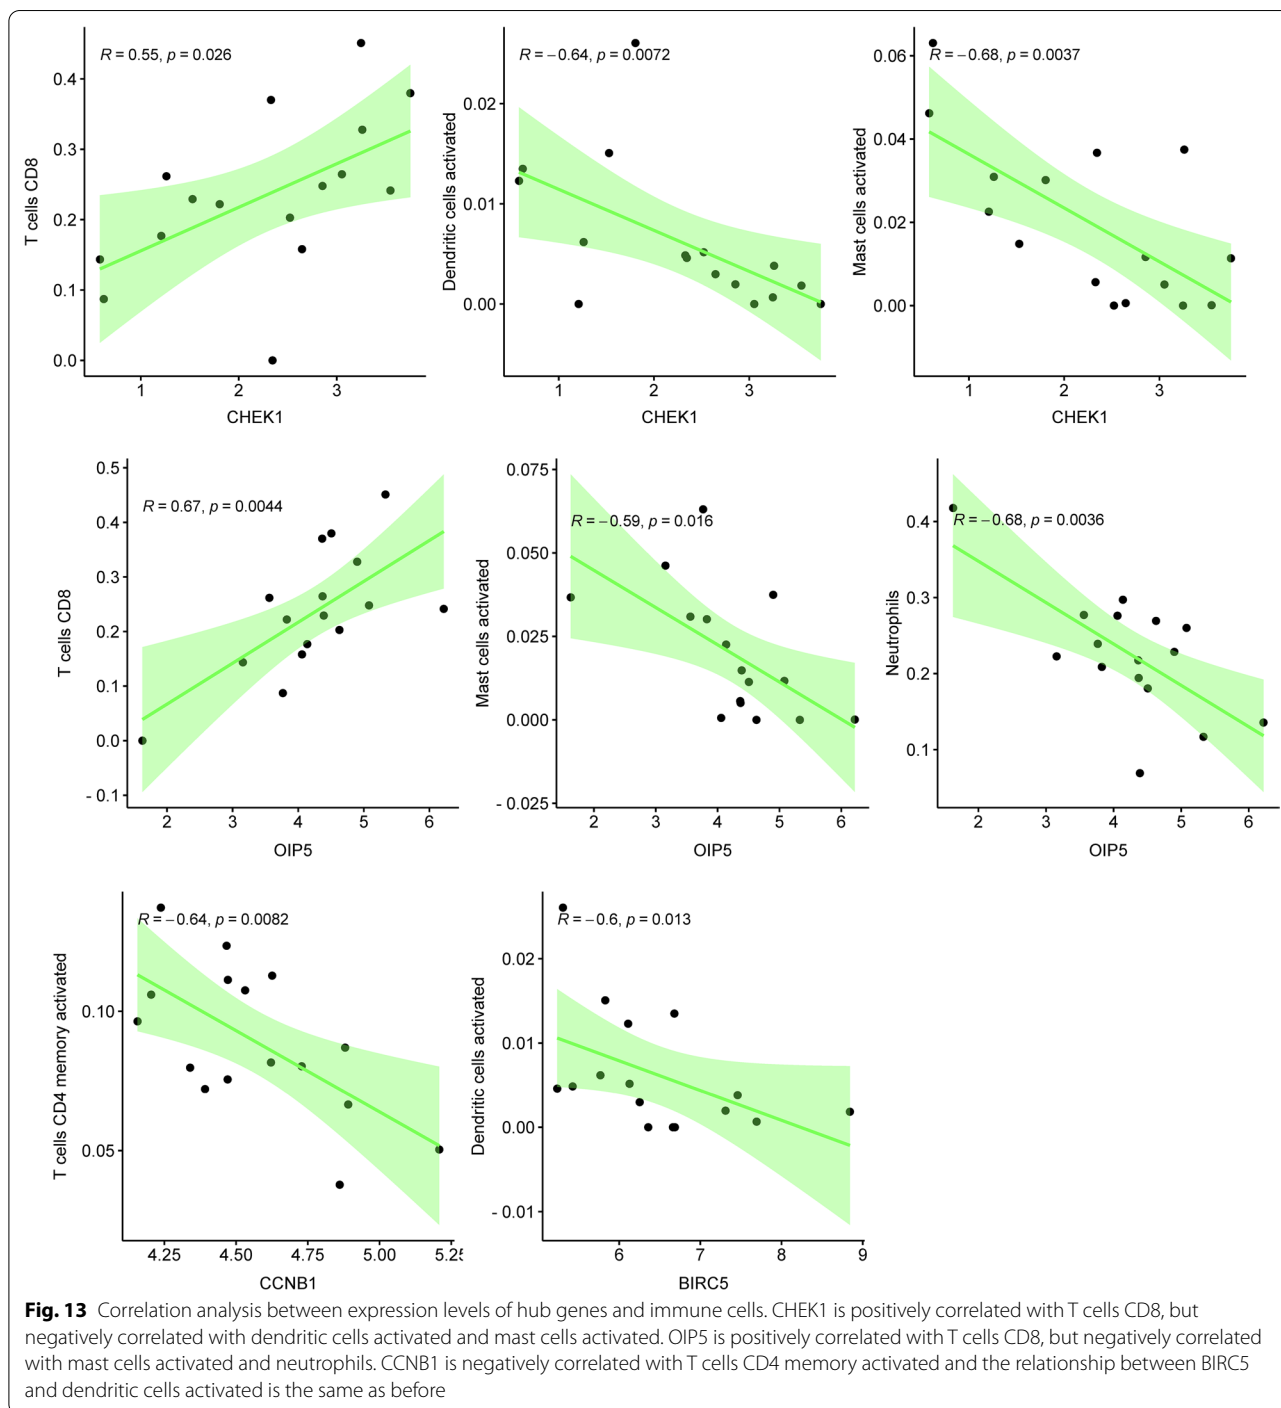 R = 0.55, p = 0.026
T cells CD8
0.4
0.3
0.2
0.1
0.0
1 2 3
CHEK1
R = −0.64, p = 0.0072
Dendritic cells activated
0.02
0.01
0.00
1 2 3
CHEK1
R = −0.68, p = 0.0037
Mast cells activated
0.06
0.04
0.02
0.00
1 2 3
CHEK1
R = 0.67, p = 0.0044
T cells CD8
0.5
0.4
0.3
0.2
0.1
0.0
- 0.1
2 3 4 5 6
OIP5
R = −0.59, p = 0.016
Mast cells activated
0.075
0.050
0.025
0.000
- 0.025
2 3 4 5 6
OIP5
R = −0.68, p = 0.0036
Neutrophils
0.4
0.3
0.2
0.1
2 3 4 5 6
OIP5
R = −0.64, p = 0.0082
T cells CD4 memory activated
0.10
0.05
4.25 4.50 4.75 5.00 5.25
CCNB1
R = −0.6, p = 0.013
Dendritic cells activated
0.02
0.01
0.00
- 0.01
6 7 8 9
BIRC5
Fig. 13 Correlation analysis between expression levels of hub genes and immune cells. CHEK1 is positively correlated with T cells CD8, but
negatively correlated with dendritic cells activated and mast cells activated. OIP5 is positively correlated with T cells CD8, but negatively correlated
with mast cells activated and neutrophils. CCNB1 is negatively correlated with T cells CD4 memory activated and the relationship between BIRC5
and dendritic cells activated is the same as before